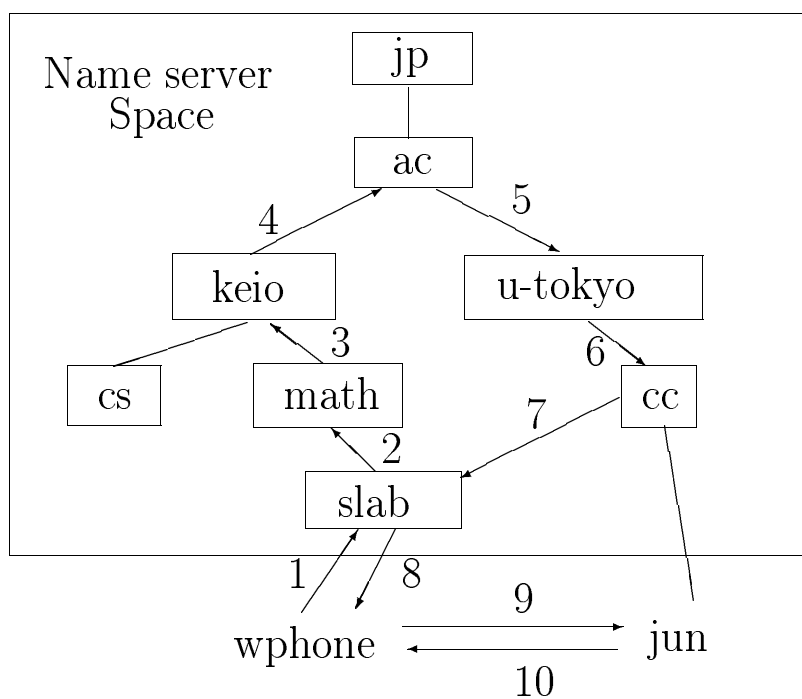 jp
Name server
Space
ac
4
5
keio
u-tokyo
3
6
cs
math
cc
7
2
slab
1
8
9
wphone
jun
10